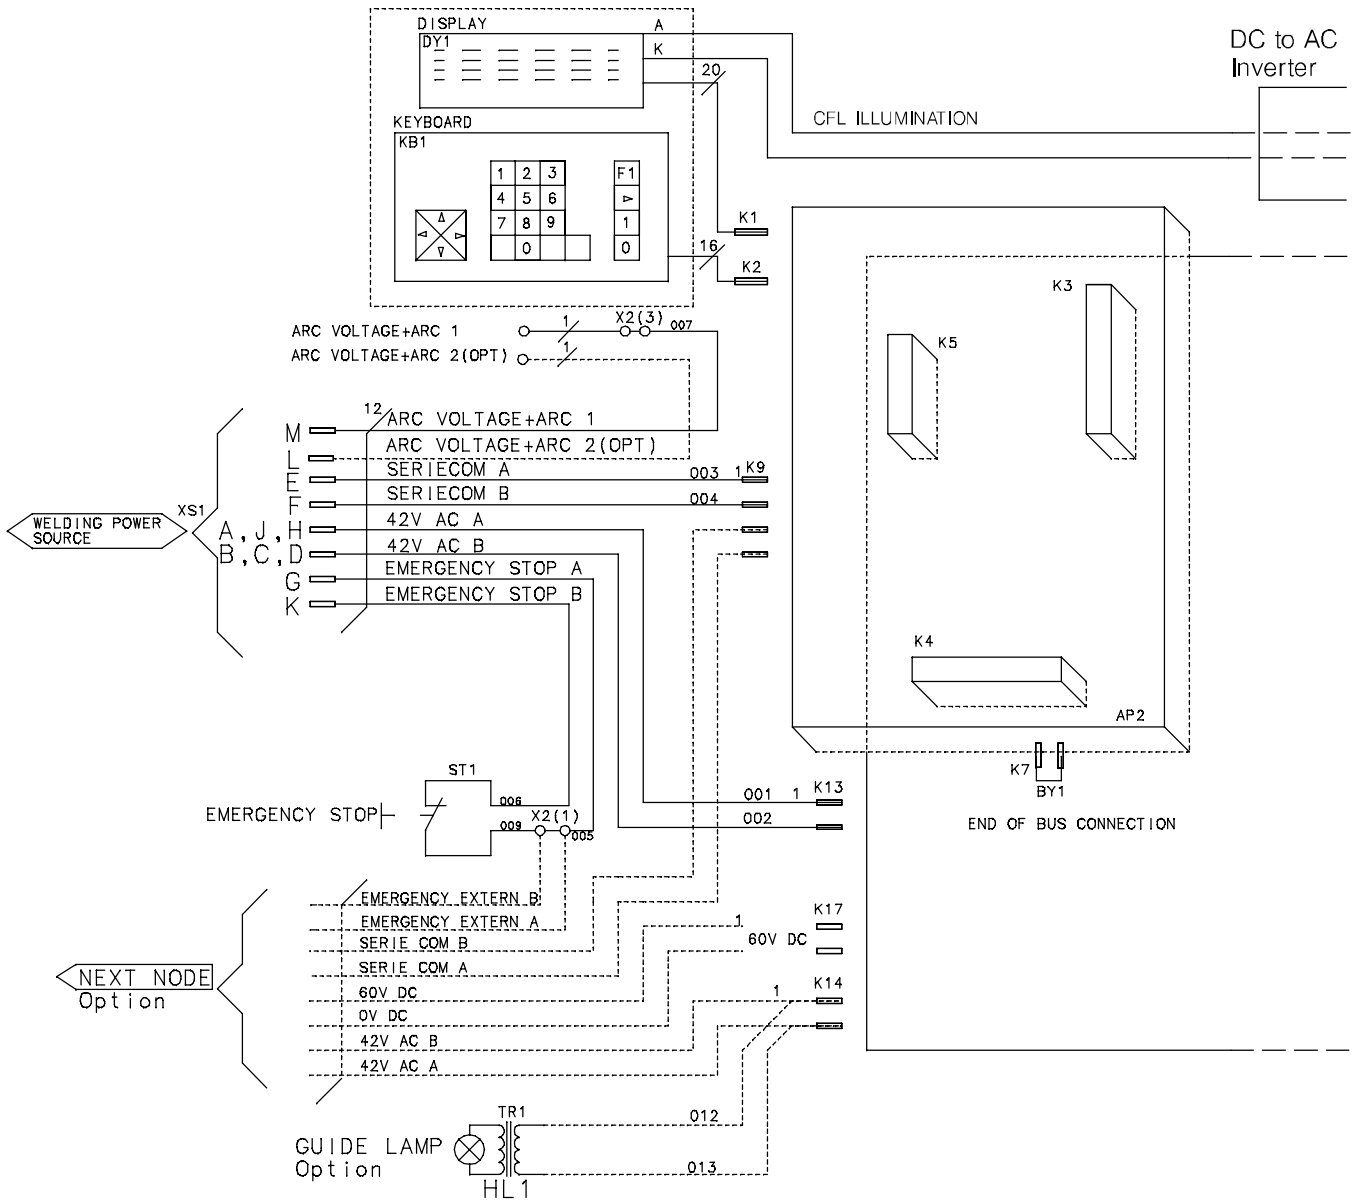 DISPLAY
DY1
A
K
20
DC to AC
Inverter
CFL ILLUMINATION
KEYBOARD
KB1
1 2 3
4 5 6
7 8 9
0
F1
1
0
K1
16
K2
ARC VOLTAGE+ARC 1
1
X2(3)
007
ARC VOLTAGE+ARC 2(OPT)
1
K3
K5
12
M
ARC VOLTAGE+ARC 1
L
ARC VOLTAGE+ARC 2(OPT)
E
SERIECOM A
003
1
K9
F
SERIECOM B
004
XS1
WELDING POWER
SOURCE
A,J,H
42V AC A
B,C,D
42V AC B
G
EMERGENCY STOP A
K
EMERGENCY STOP B
K4
AP2
K7
BY1
END OF BUS CONNECTION
ST1
006
EMERGENCY STOP
009
X2(1)
005
001
1
K13
002
EMERGENCY EXTERN B
EMERGENCY EXTERN A
SERIE COM B
SERIE COM A
60V DC
0V DC
42V AC B
42V AC A
NEXT NODE
Option
1
K17
60V DC
1
K14
TR1
012
GUIDE LAMP
Option
013
HL1